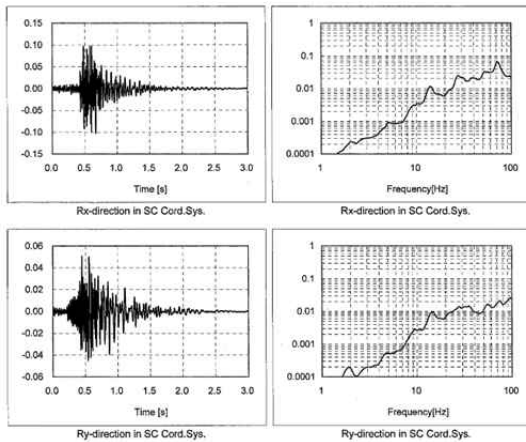 0.15
0.10
0.05
0.00
-0.05
-0.10
-0.15
0.0 0.5 1.0 1.5 2.0 2.5 3.0
Time [s]
Rx-direction in SC Cord.Sys.
1
0.1
0.01
0.001
0.0001
1 10 100
Frequency[Hz]
Rx-direction in SC Cord.Sys.
0.06
0.04
0.02
0.00
-0.02
-0.04
-0.06
0.0 0.5 1.0 1.5 2.0 2.5 3.0
Time [s]
Ry-direction in SC Cord.Sys.
1
0.1
0.01
0.001
0.0001
1 10 100
Frequency[Hz]
Ry-direction in SC Cord.Sys.